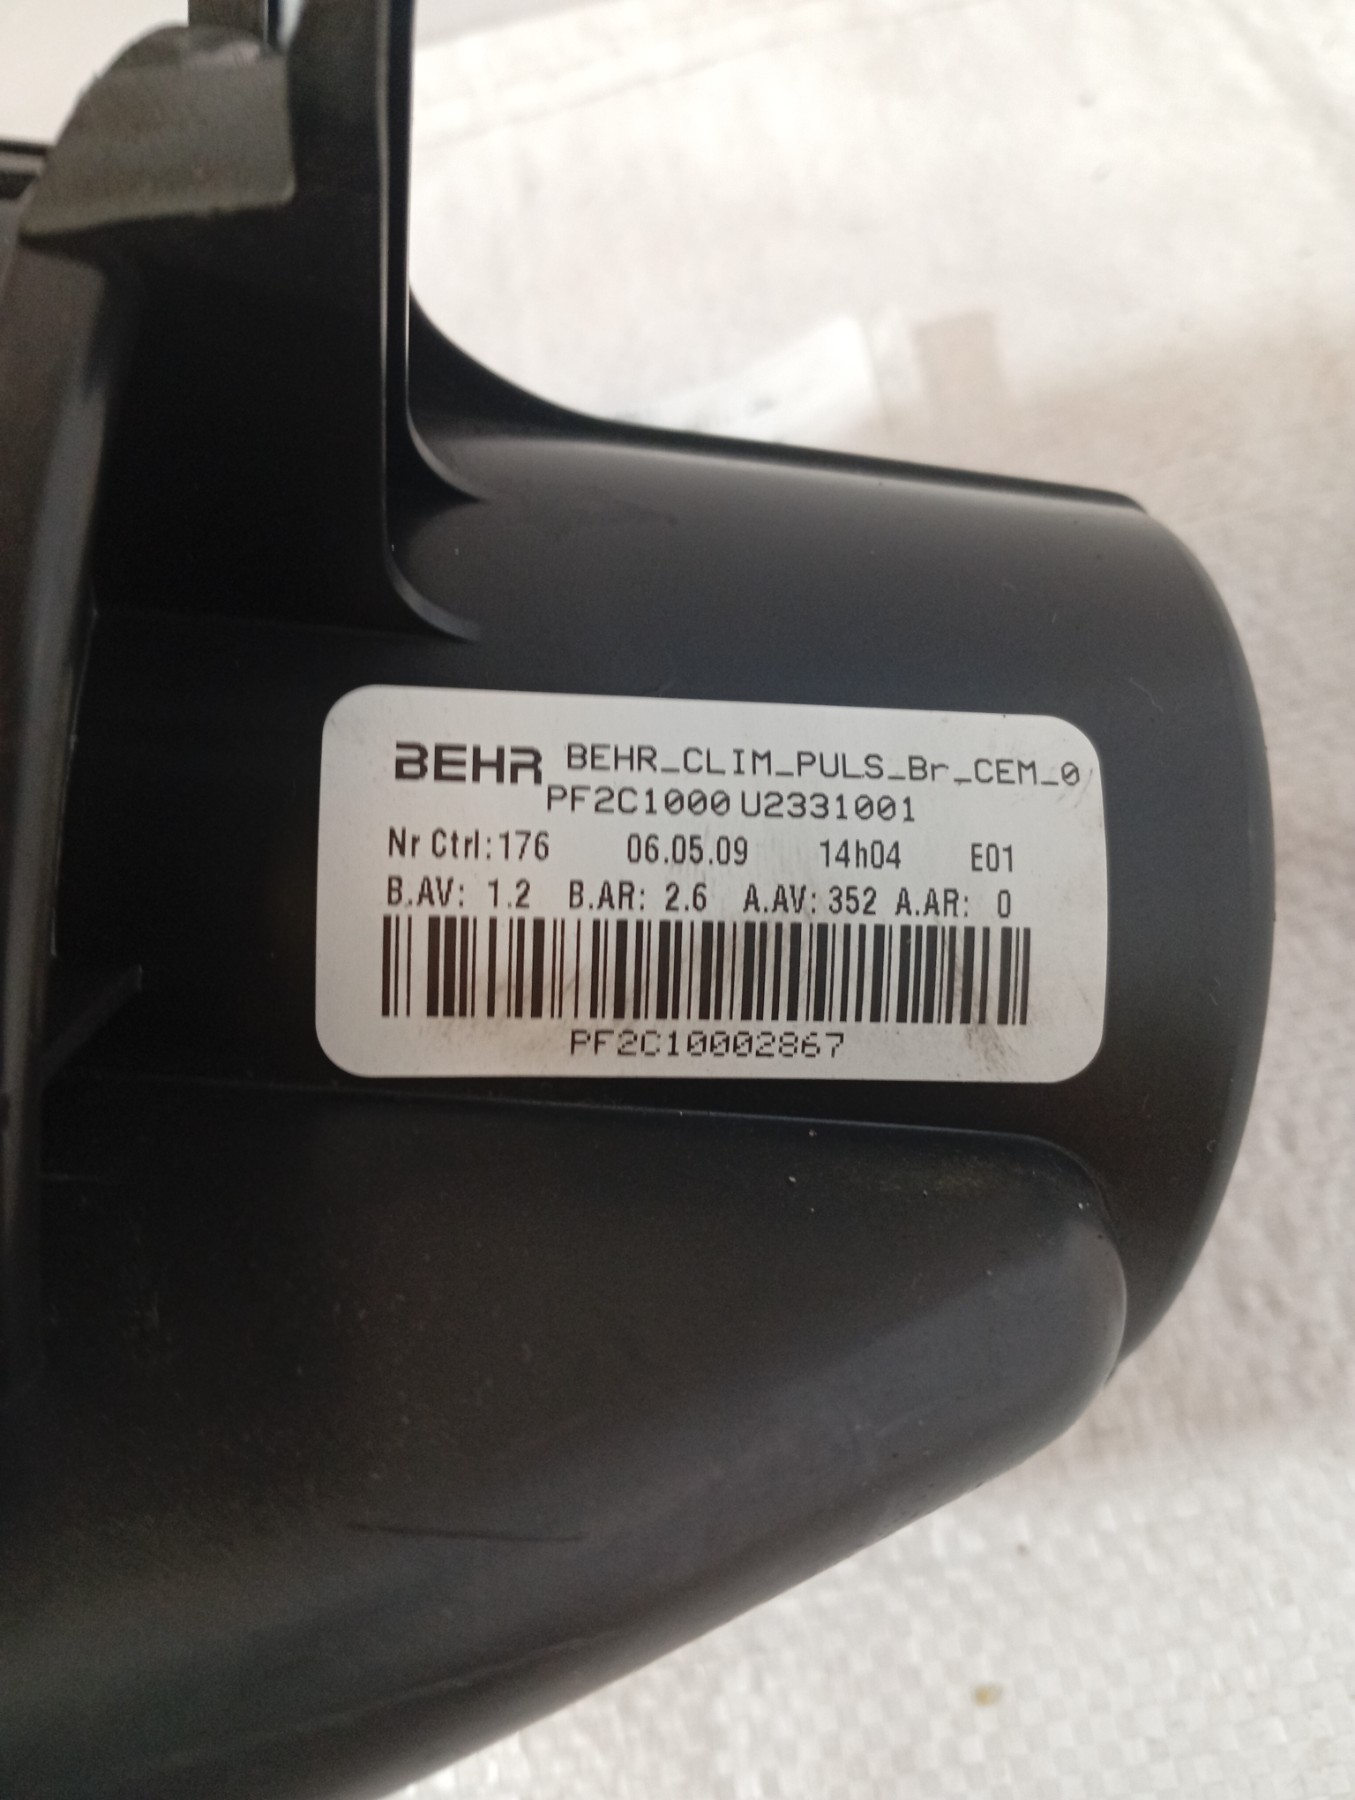 BEHR BEHR_CLIM_PULS_Br_CEM_0
PF2C1000 U2331001
Nr Ctrl:176 06.05.09 14h04 E01
B.AV: 1.2 B.AR: 2.6 A.AV: 352 A.AR: 0
PF2C10002867